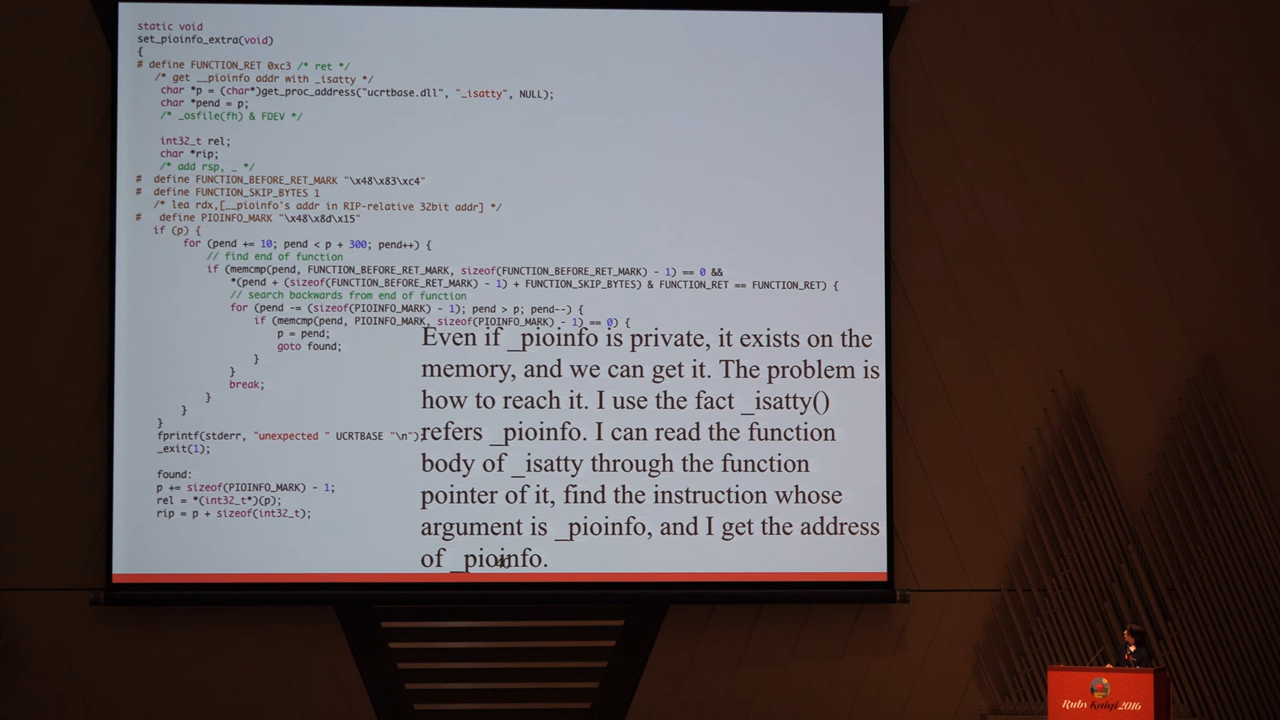 static void
set_pioinfo_extra(void)
{
# define FUNCTION_RET 0xc3 /* ret */
/* get __pioinfo addr with _isatty */
char *p = (char*)get_proc_address("ucrtbase.dll", "_isatty", NULL);
char *pend = p;
/* _osfile(fh) & FDEV */
int32_t rel;
char *rip;
/* add rsp, _ */
# define FUNCTION_BEFORE_RET_MARK "\x48\x83\xc4"
# define FUNCTION_SKIP_BYTES 1
/* lea rdx,[__pioinfo's addr in RIP-relative 32bit addr] */
# define PIOINFO_MARK "\x48\x8d\x15"
if (p) {
for (pend += 10; pend < p + 300; pend++) {
// find end of function
if (memcmp(pend, FUNCTION_BEFORE_RET_MARK, sizeof(FUNCTION_BEFORE_RET_MARK) - 1) == 0 &&
*(pend + (sizeof(FUNCTION_BEFORE_RET_MARK) - 1) + FUNCTION_SKIP_BYTES) & FUNCTION_RET == FUNCTION_RET) {
// search backwards from end of function
for (pend -= (sizeof(PIOINFO_MARK) - 1); pend > p; pend--) {
if (memcmp(pend, PIOINFO_MARK, sizeof(PIOINFO_MARK) - 1) == 0) {
p = pend;
goto found;
}
}
break;
}
}
}
fprintf(stderr, "unexpected " UCRTBASE "\n");
_exit(1);
found:
p += sizeof(PIOINFO_MARK) - 1;
rel = *(int32_t*)(p);
rip = p + sizeof(int32_t);
Even if _pioinfo is private, it exists on the
memory, and we can get it. The problem is
how to reach it. I use the fact _isatty()
refers _pioinfo. I can read the function
body of _isatty through the function
pointer of it, find the instruction whose
argument is _pioinfo, and I get the address
of _pioinfo.
Ruby Kaigi 2016